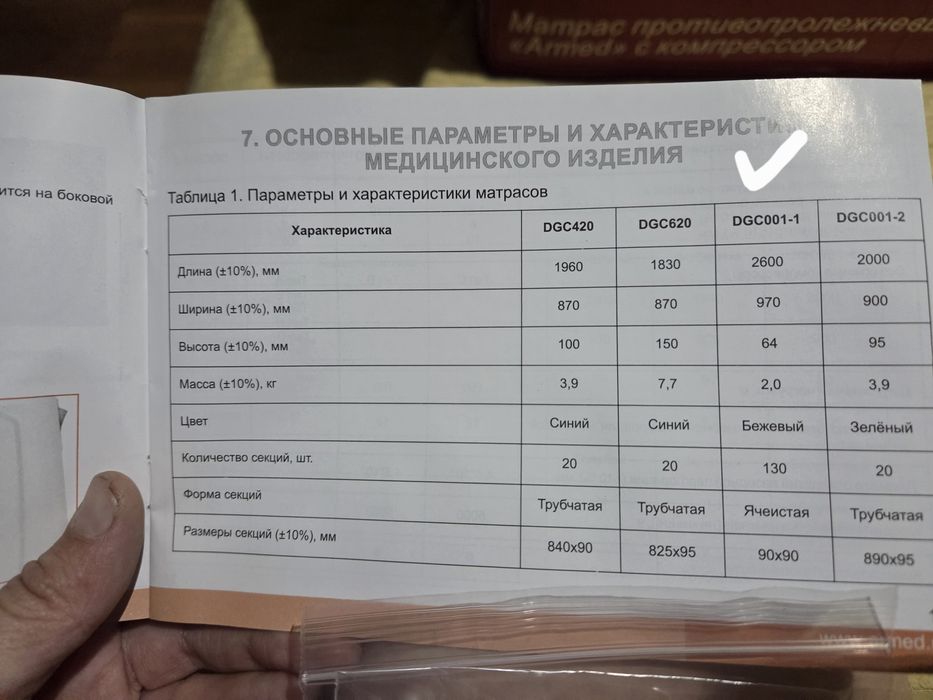 Матрас противопролежнев
«Armed» с компрессором
ится на боковой
7. ОСНОВНЫЕ ПАРАМЕТРЫ И ХАРАКТЕРИСТИ
МЕДИЦИНСКОГО ИЗДЕЛИЯ
Таблица 1. Параметры и характеристики матрасов
Характеристика DGC420 DGC620 DGC001-1 DGC001-2
Длина (±10%), мм 1960 1830 2600 2000
Ширина (±10%), мм 870 870 970 900
Высота (±10%), мм 100 150 64 95
Масса (±10%), кг 3,9 7,7 2,0 3,9
Цвет Синий Синий Бежевый Зелёный
Количество секций, шт. 20 20 130 20
Форма секций Трубчатая Трубчатая Ячеистая Трубчатая
Размеры секций (±10%), мм 840x90 825x95 90x90 890x95